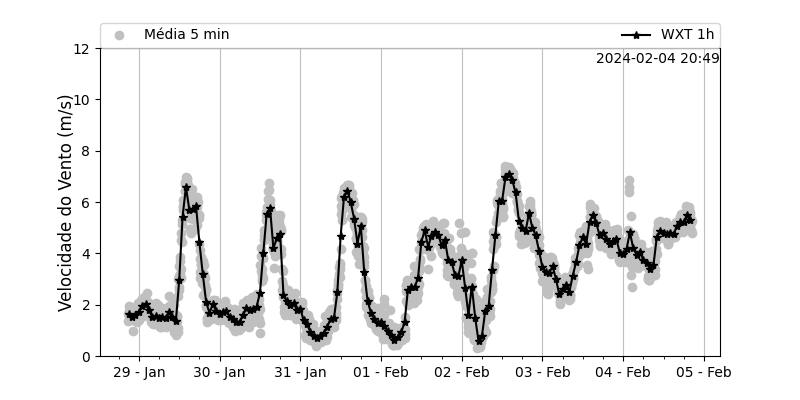 Média 5 min
WXT 1h
2024-02-04 20:49
Velocidade do Vento (m/s)
12
10
8
6
4
2
0
29 - Jan
30 - Jan
31 - Jan
01 - Feb
02 - Feb
03 - Feb
04 - Feb
05 - Feb